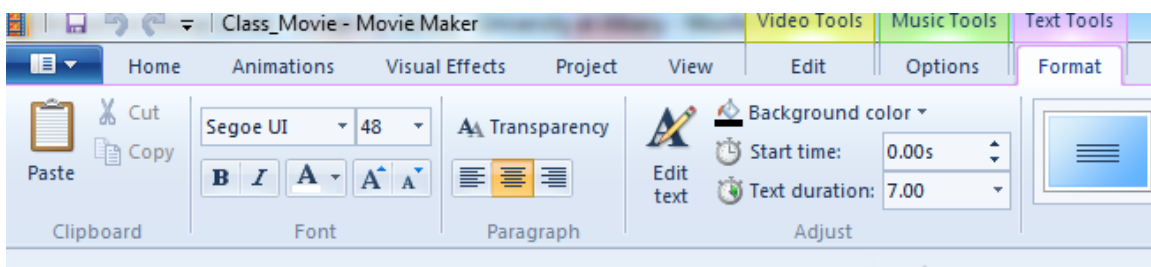 Class_Movie - Movie Maker
Video Tools Music Tools Text Tools
Home Animations Visual Effects Project View Edit Options Format
Paste
Cut
Copy
Clipboard
Segoe UI 48
B I A A A
Font
AA Transparency
Paragraph
A Edit text
Background color
Start time: 0.00s
Text duration: 7.00
Adjust